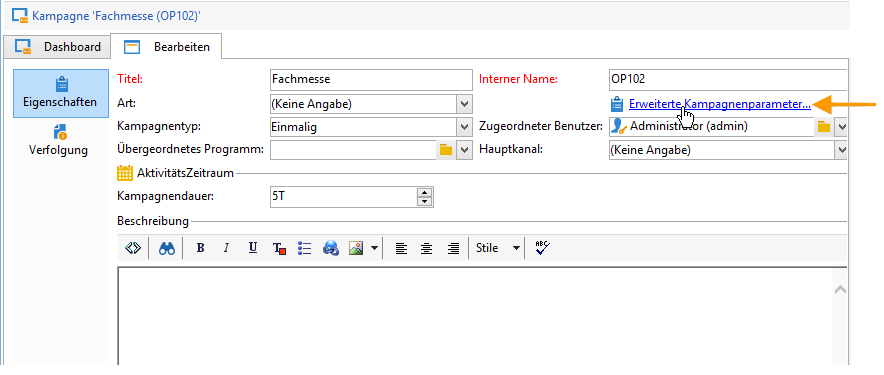 Kampagne 'Fachmesse (OP102)'
Dashboard Bearbeiten
Eigenschaften
Verfolgung
Titel: Fachmesse Interner Name: OP102
Art: (Keine Angabe) Erweiterte Kampagnenparameter...
Kampagnentyp: Einmalig Zugeordneter Benutzer: Administrator (admin)
Übergeordnetes Programm: Hauptkanal: (Keine Angabe)
AktivitätsZeitraum
Kampagnendauer: 5T
Beschreibung
B I U T Stile ABC